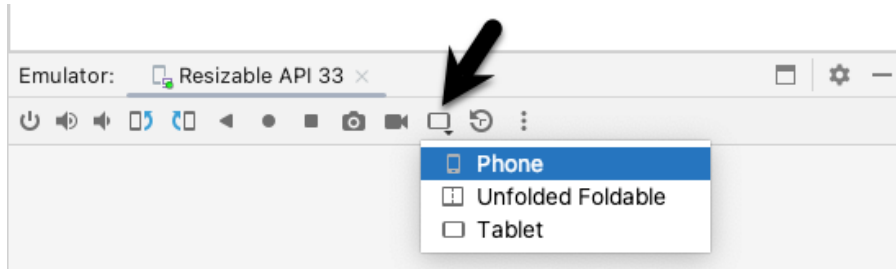 Emulator: Resizable API 33
Phone
Unfolded Foldable
Tablet